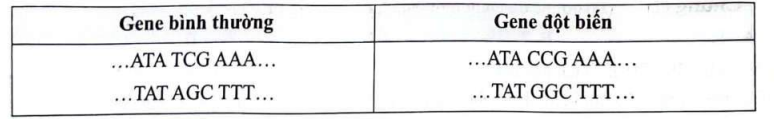 Gene bình thường Gene đột biến
...ATA TCG AAA... ...ATA CCG AAA...
...TAT AGC TTT... ...TAT GGC TTT...